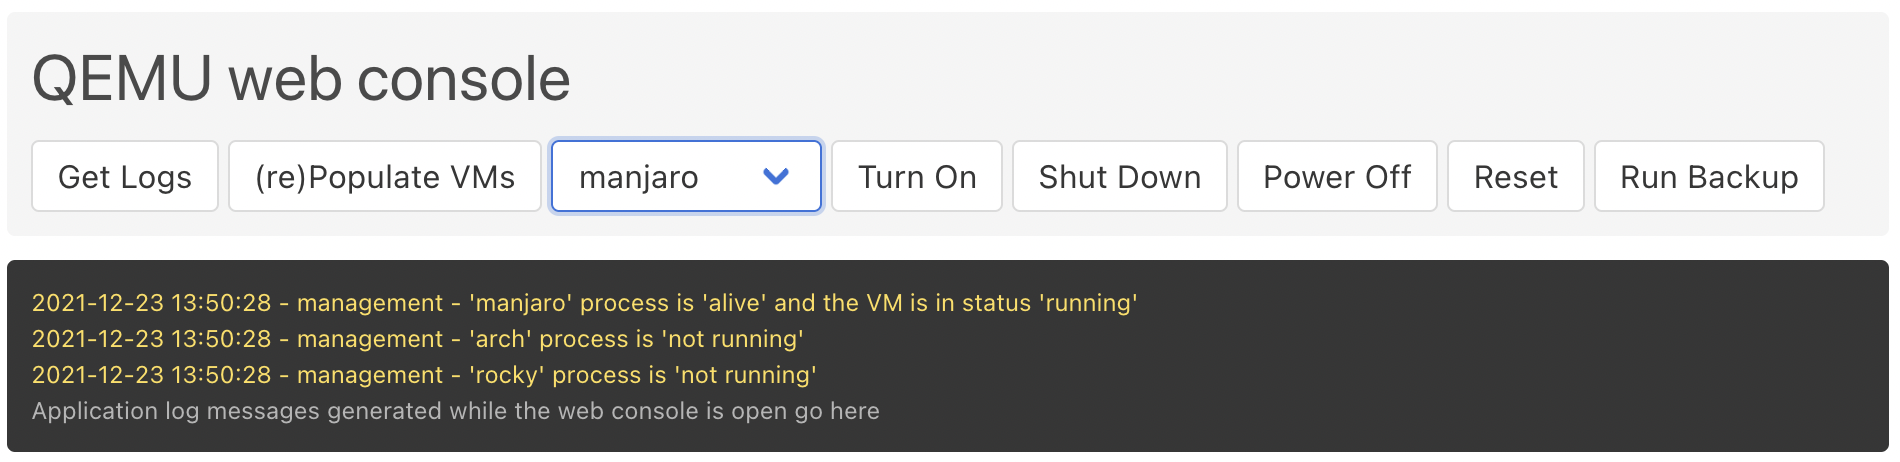 QEMU web console
Get Logs (re)Populate VMs manjaro Turn On Shut Down Power Off Reset Run Backup
2021-12-23 13:50:28 - management - 'manjaro' process is 'alive' and the VM is in status 'running'
2021-12-23 13:50:28 - management - 'arch' process is 'not running'
2021-12-23 13:50:28 - management - 'rocky' process is 'not running'
Application log messages generated while the web console is open go here